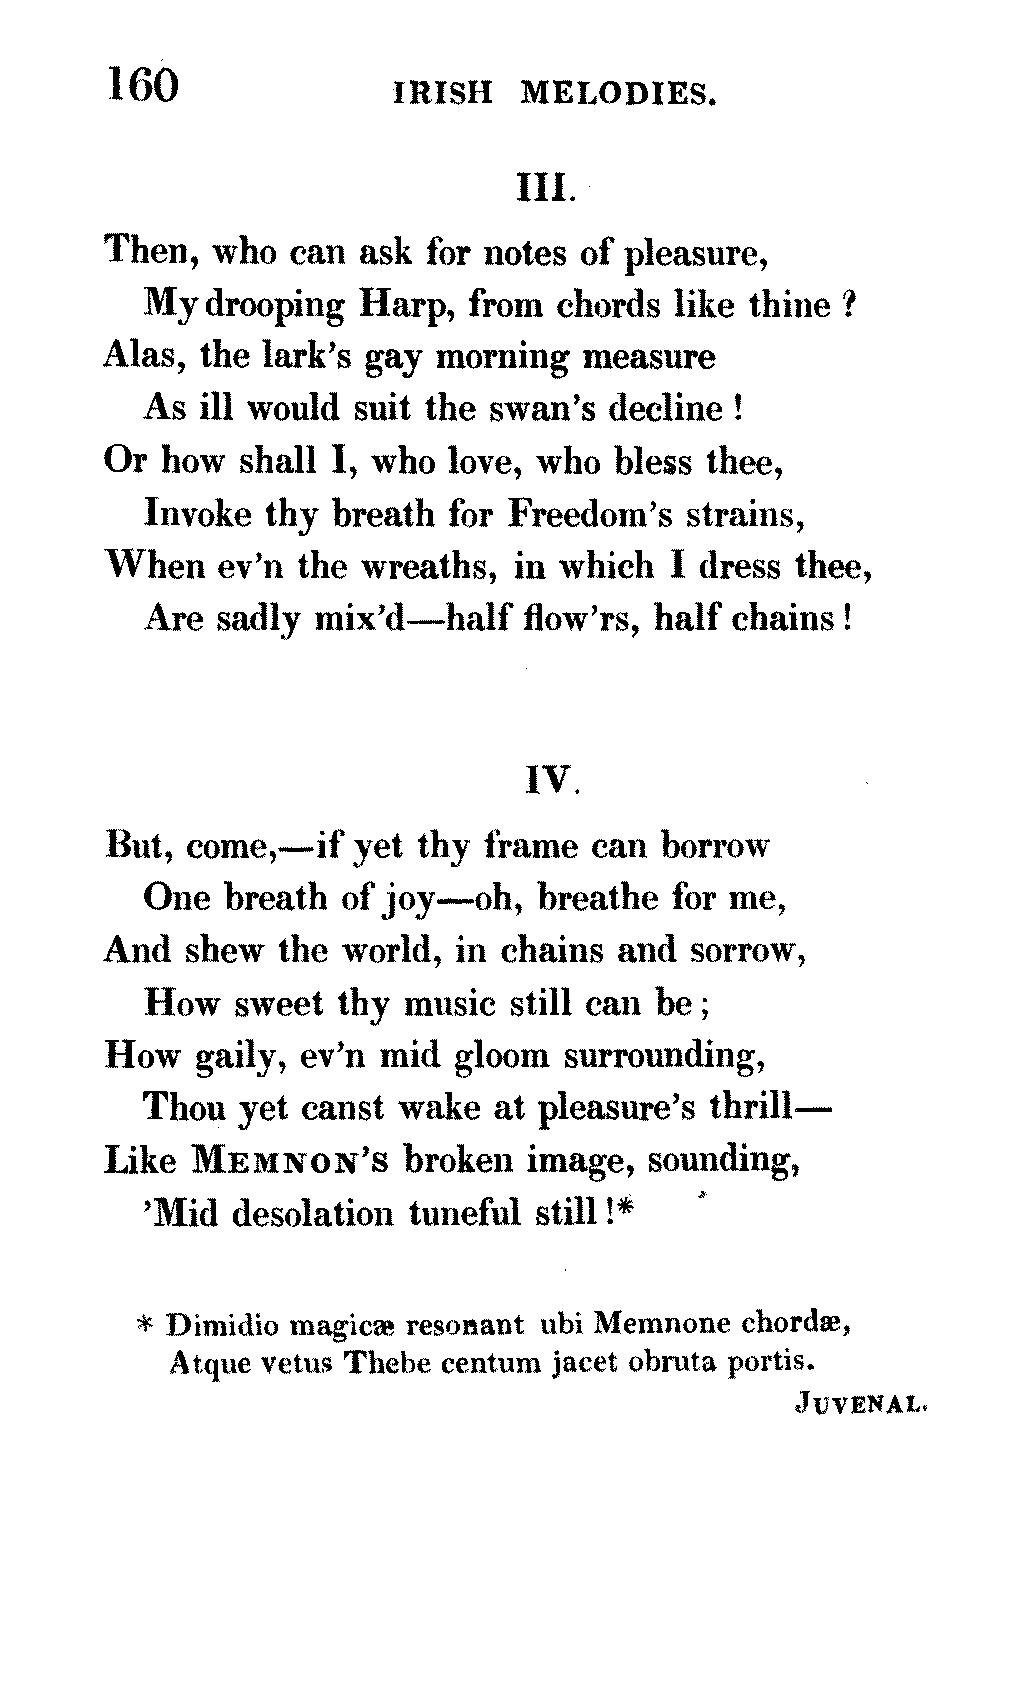 160 IRISH MELODIES.
III.
Then, who can ask for notes of pleasure,
My drooping Harp, from chords like thine ?
Alas, the lark's gay morning measure
As ill would suit the swan's decline !
Or how shall I, who love, who bless thee,
Invoke thy breath for Freedom's strains,
When ev'n the wreaths, in which I dress thee,
Are sadly mix'd—half flow'rs, half chains !
IV.
But, come,—if yet thy frame can borrow
One breath of joy—oh, breathe for me,
And shew the world, in chains and sorrow,
How sweet thy music still can be ;
How gaily, ev'n mid gloom surrounding,
Thou yet canst wake at pleasure's thrill—
Like MEMNON'S broken image, sounding,
'Mid desolation tuneful still !*
* Dimidio magicæ resonant ubi Memnone chordæ,
Atque vetus Thebe centum jacet obruta portis.
JUVENAL.